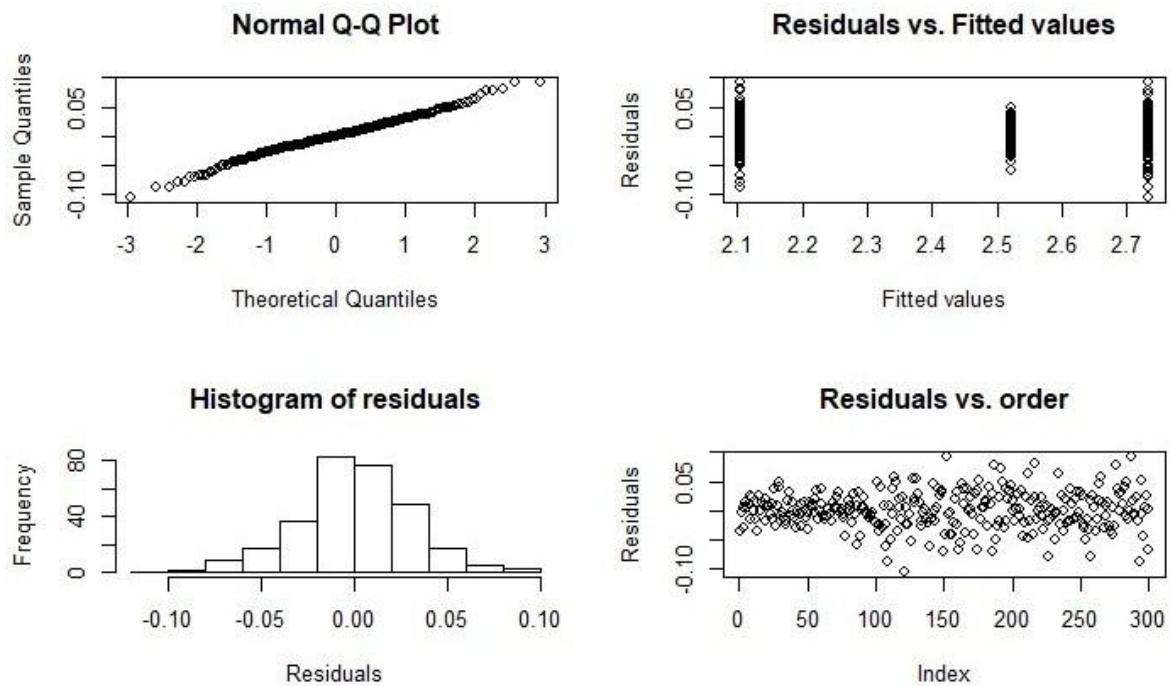 Normal Q-Q Plot
Sample Quantiles
0.05
-0.10
-3 -2 -1 0 1 2 3
Theoretical Quantiles
Residuals vs. Fitted values
Residuals
0.05
-0.10
2.1 2.2 2.3 2.4 2.5 2.6 2.7
Fitted values
Histogram of residuals
Frequency
80
40
0
-0.10 -0.05 0.00 0.05 0.10
Residuals
Residuals vs. order
Residuals
0.05
-0.10
0 50 100 150 200 250 300
Index